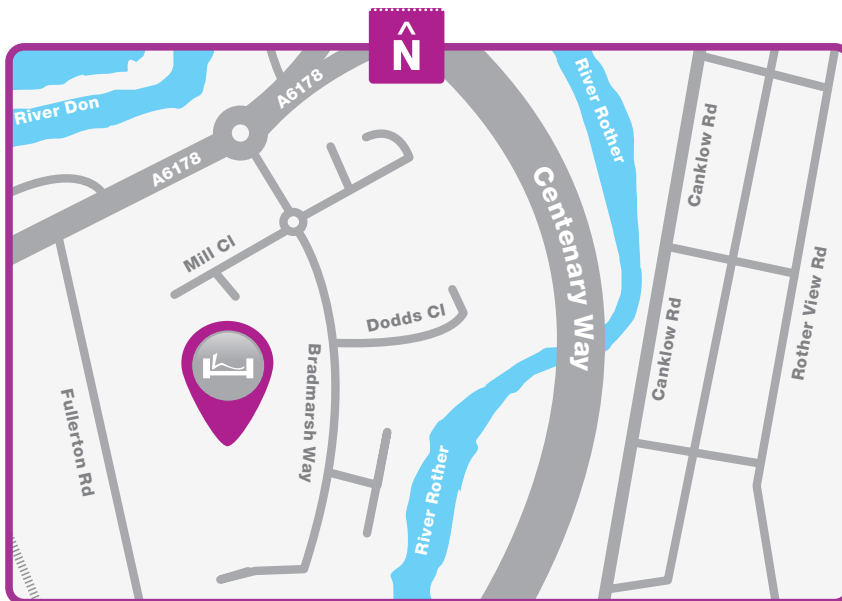 N
River Don
A6178
A6178
River Rother
Canklow Rd
Centenary Way
Mill Cl
Dodds Cl
Rother View Rd
Canklow Rd
Bradmarsh Way
Fullerton Rd
River Rother